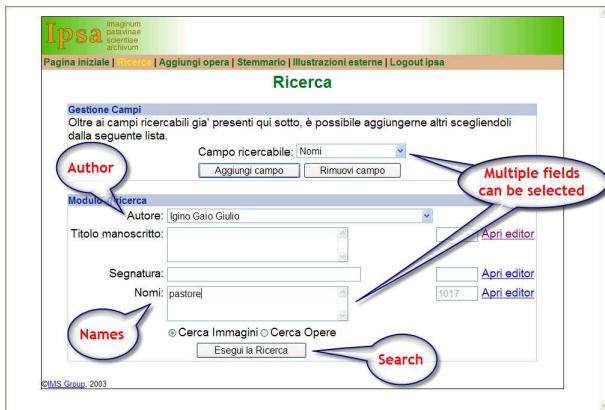 Ipsa
imaginum
patavinae
scientiae
archivum
Pagina iniziale | Ricerca | Aggiungi opera | Stemmario | Illustrazioni esterne | Logout ipsa
Ricerca
Gestione Campi
Oltre ai campi ricercabili gia' presenti qui sotto, è possibile aggiungerne altri scegliendoli
dalla seguente lista.
Campo ricercabile: Nomi
Aggiungi campo Rimuovi campo
Author
Multiple fields
can be selected
Modulo ricerca
Autore: Igino Gaio Giulio
Titolo manoscritto: Apri editor
Segnatura: Apri editor
Nomi: pastore 1017 Apri editor
Names
Cerca Immagini Cerca Opere
Esegui la Ricerca
Search
©IMS Group, 2003